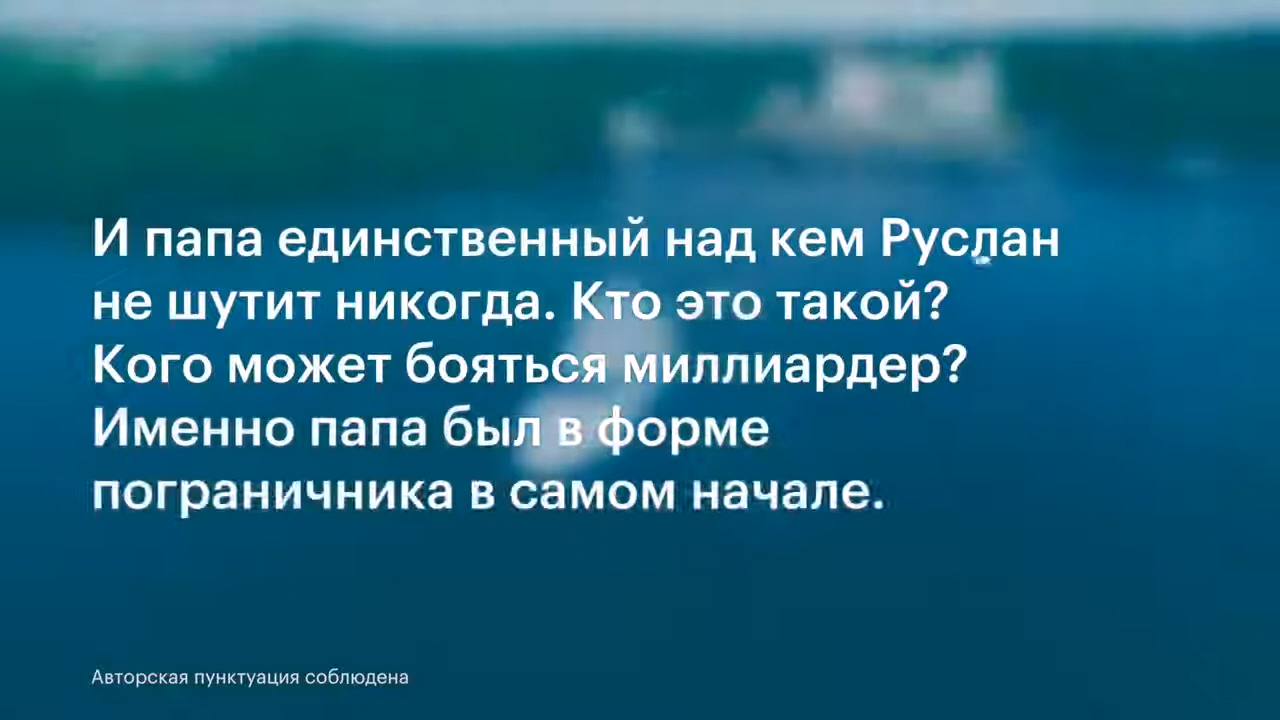 И папа единственный над кем Руслан
не шутит никогда. Кто это такой?
Кого может бояться миллиардер?
Именно папа был в форме
пограничника в самом начале.
Авторская пунктуация соблюдена